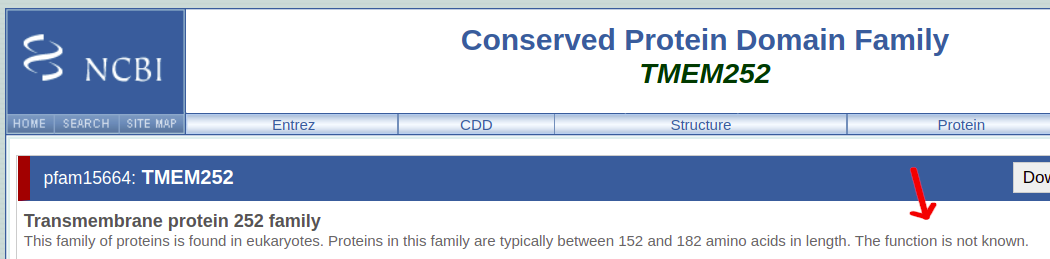 Conserved Protein Domain Family
TMEM252
NCBI
HOME SEARCH SITE MAP
Entrez CDD Structure Protein
pfam15664: TMEM252
Dow
Transmembrane protein 252 family
This family of proteins is found in eukaryotes. Proteins in this family are typically between 152 and 182 amino acids in length. The function is not known.